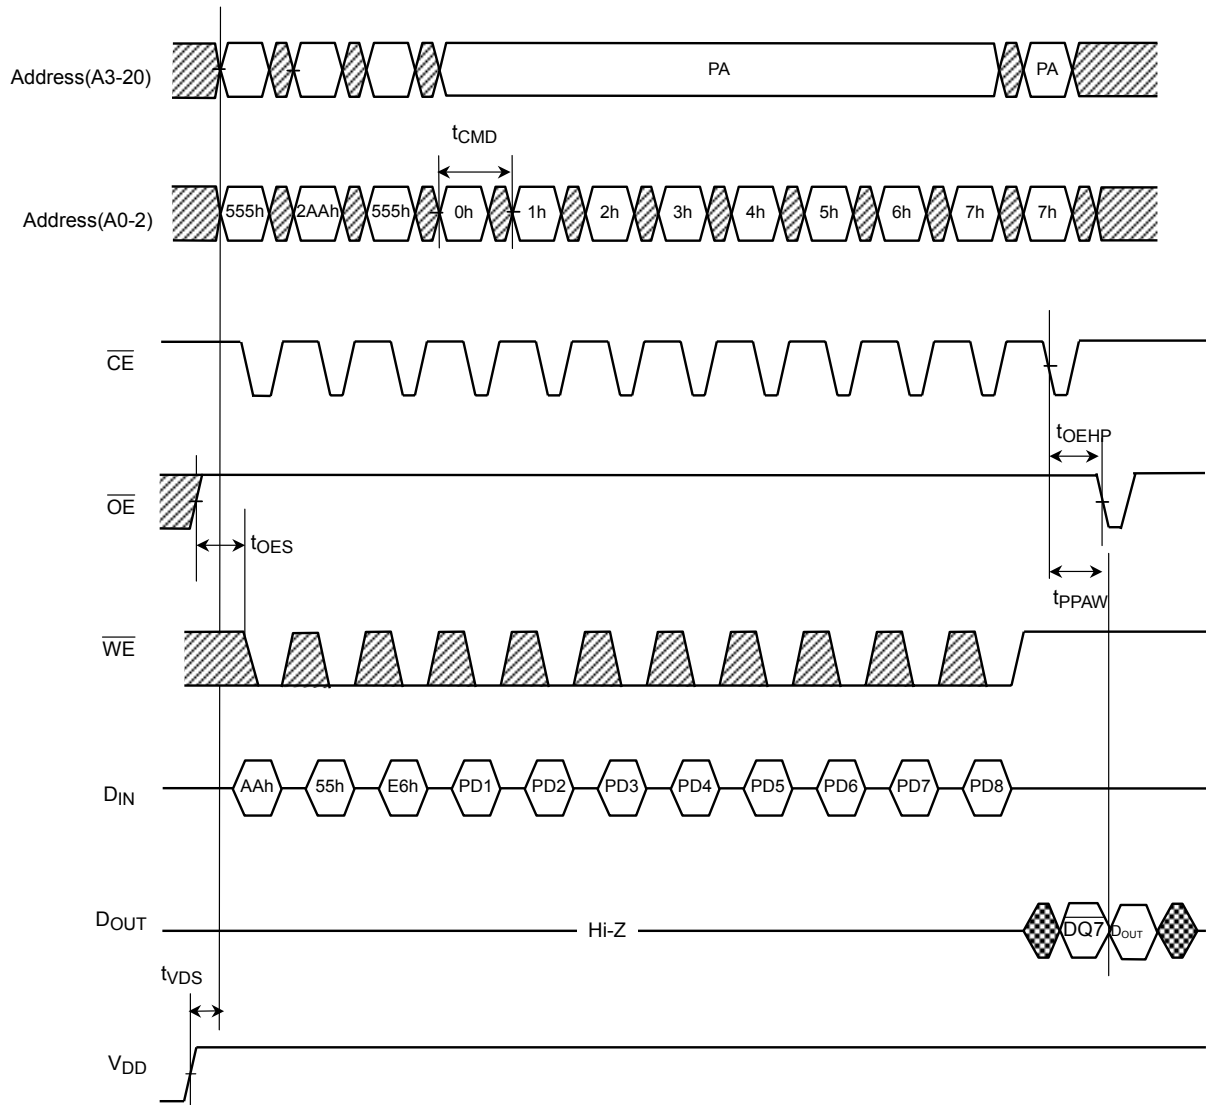 Address(A3-20)
PA
PA
tCMD
Address(A0-2)
555h 2AAh 555h 0h 1h 2h 3h 4h 5h 6h 7h 7h
CE
tOEHP
OE
tOES
tPPAW
WE
DIN
AAh 55h E6h PD1 PD2 PD3 PD4 PD5 PD6 PD7 PD8
DOUT
Hi-Z
DQ7
DOUT
tVDS
VDD